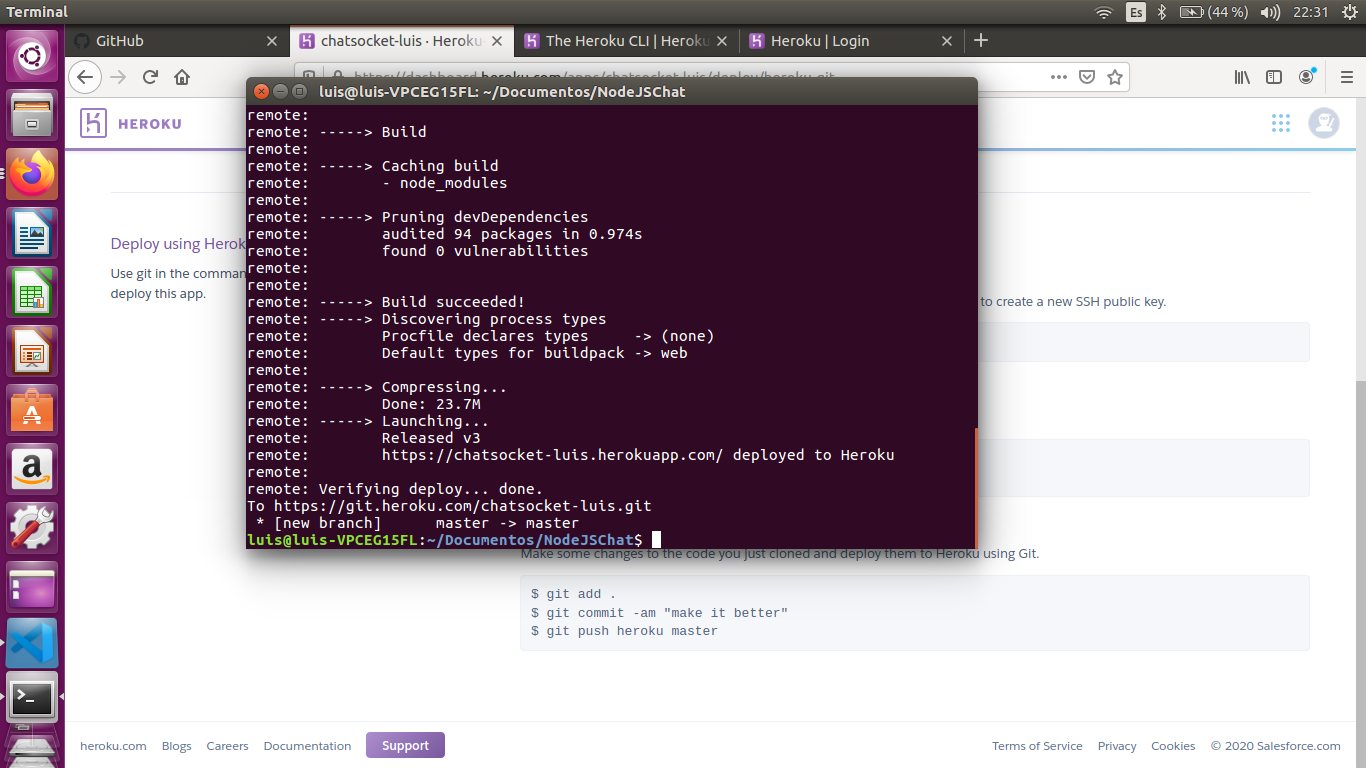 Terminal
Es
(44 %)
22:31
GitHub
chatsocket-luis · Heroku
The Heroku CLI | Heroku
Heroku | Login
https://dashboard.heroku.com/apps/chatsocket-luis/deploy/heroku-git
luis@luis-VPCEG15FL: ~/Documentos/NodeJSChat
HEROKU
remote:
remote: -----> Build
remote:
remote: -----> Caching build
remote:        - node_modules
remote:
remote: -----> Pruning devDependencies
remote:        audited 94 packages in 0.974s
remote:        found 0 vulnerabilities
remote:
remote:
remote: -----> Build succeeded!
remote: -----> Discovering process types
remote:        Procfile declares types     -> (none)
remote:        Default types for buildpack -> web
remote:
remote: -----> Compressing...
remote:        Done: 23.7M
remote: -----> Launching...
remote:        Released v3
remote:        https://chatsocket-luis.herokuapp.com/ deployed to Heroku
remote:
remote: Verifying deploy... done.
To https://git.heroku.com/chatsocket-luis.git
 * [new branch]      master -> master
luis@luis-VPCEG15FL:~/Documentos/NodeJSChat$
Deploy using Herok
Use git in the comman
deploy this app.
to create a new SSH public key.
Make some changes to the code you just cloned and deploy them to Heroku using Git.
$ git add .
$ git commit -am "make it better"
$ git push heroku master
heroku.com
Blogs
Careers
Documentation
Support
Terms of Service
Privacy
Cookies
© 2020 Salesforce.com